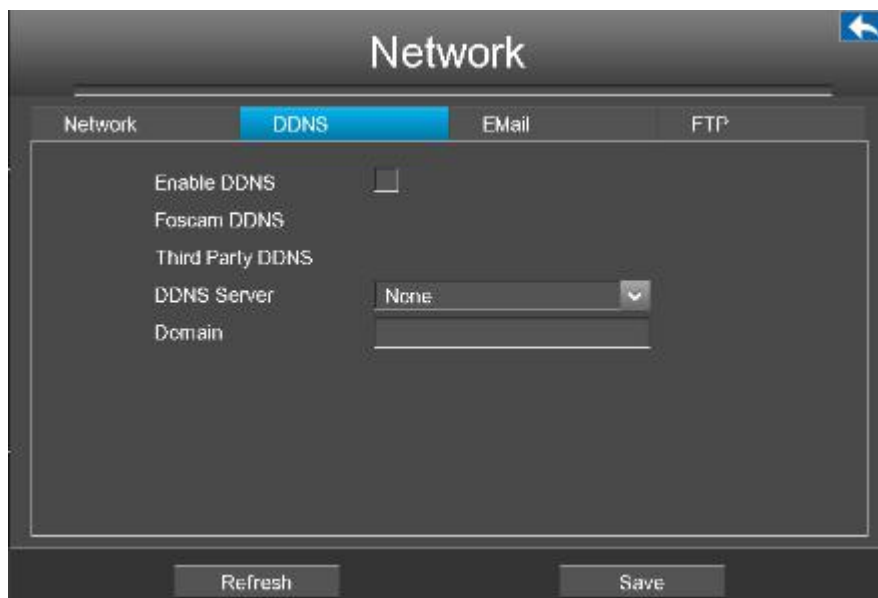 Network
Network DDNS EMail FTP
Enable DDNS
Foscam DDNS
Third Party DDNS
DDNS Server None
Domain
Refresh Save